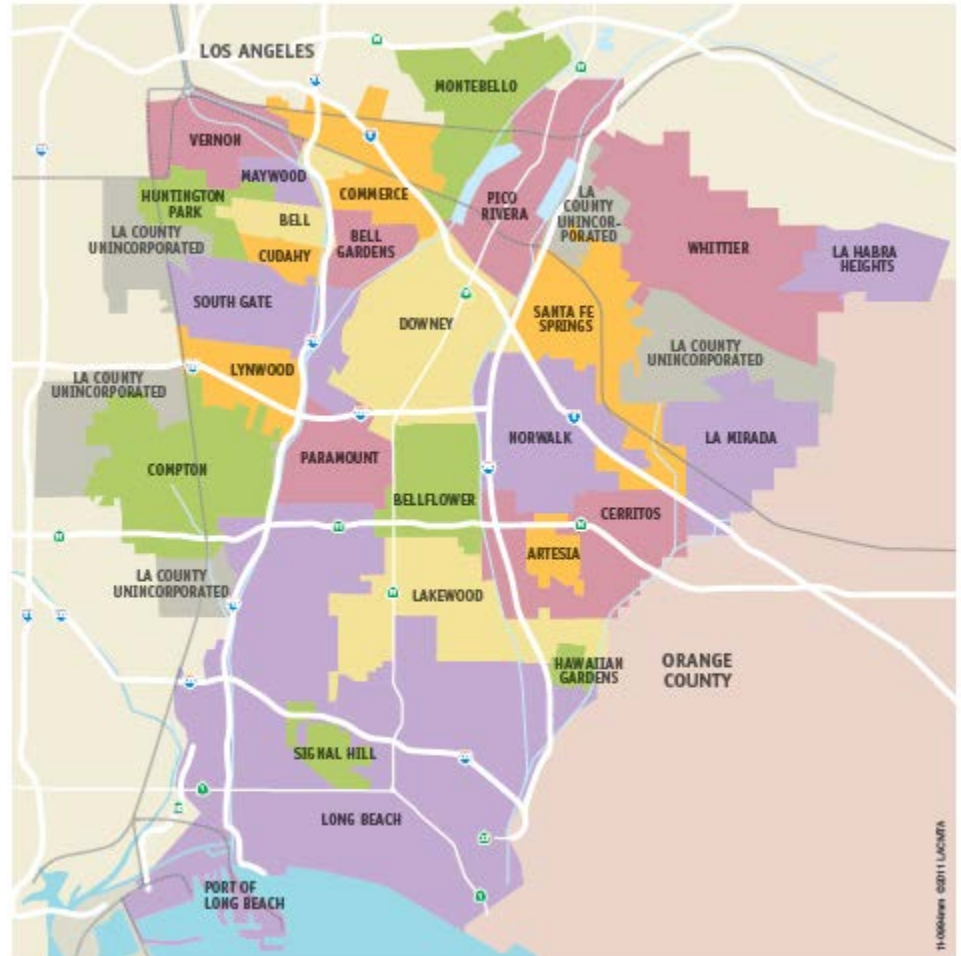 LOS ANGELES
MONTEBELLO
VERNON
MAYWOOD
COMMERCE
HUNTINGTON
PARK
BELL
PICO
RIVERA
LA
COUNTY
UNINCOR-
PORATED
LA COUNTY
UNINCORPORATED
CUDAHY
BELL
GARDENS
WHITTIER
LA HABRA
HEIGHTS
SOUTH GATE
DOWNEY
SANTA FE
SPRINGS
LA COUNTY
UNINCORPORATED
LYNWOOD
LA COUNTY
UNINCORPORATED
NORWALK
LA MIRADA
COMPTON
PARAMOUNT
BELLFLOWER
CERRITOS
ARTESIA
LA COUNTY
UNINCORPORATED
LAKEWOOD
HAWAIIAN
GARDENS
ORANGE
COUNTY
SIGNAL HILL
LONG BEACH
PORT OF
LONG BEACH
©2011 LACMTA